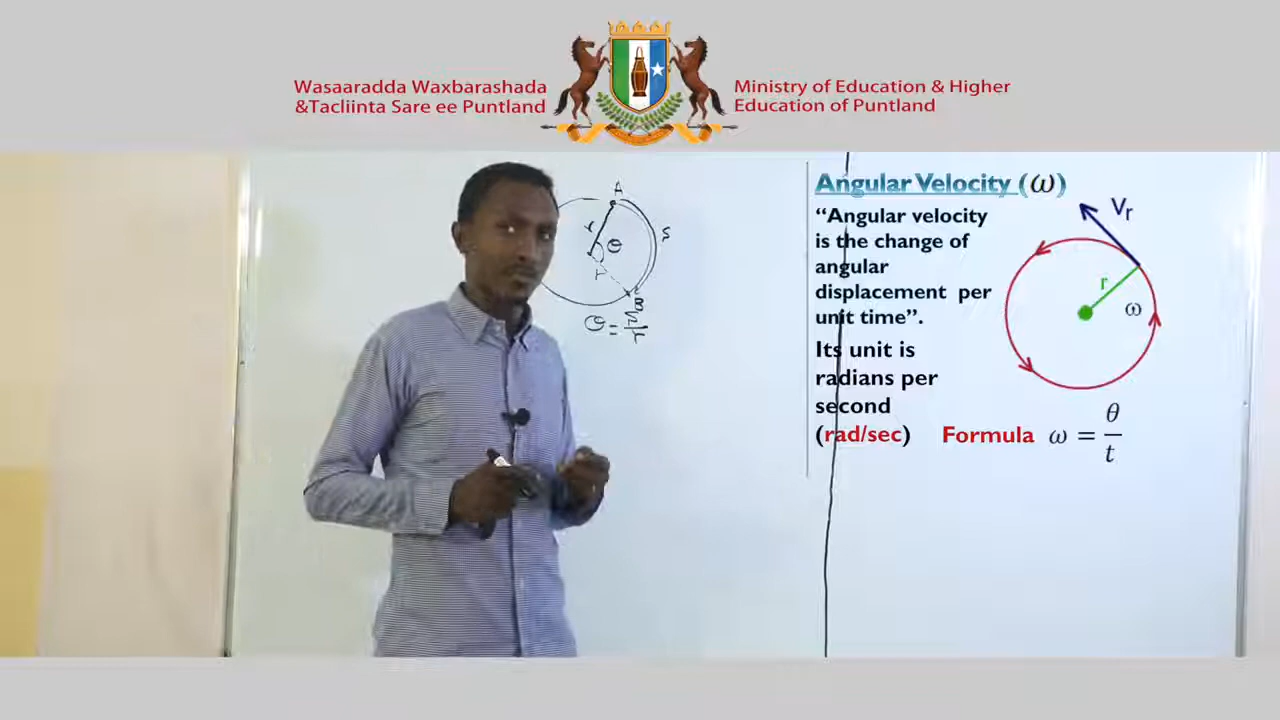 Wasaaradda Waxbarashada
&Tacliinta Sare ee Puntland
Ministry of Education & Higher
Education of Puntland
A
r
θ
S
r
B
θ = S/r
Angular Velocity (ω)
“Angular velocity
is the change of
angular
displacement per
unit time”.
Its unit is
radians per
second
(rad/sec) Formula ω = θ/t
Vr
r
ω